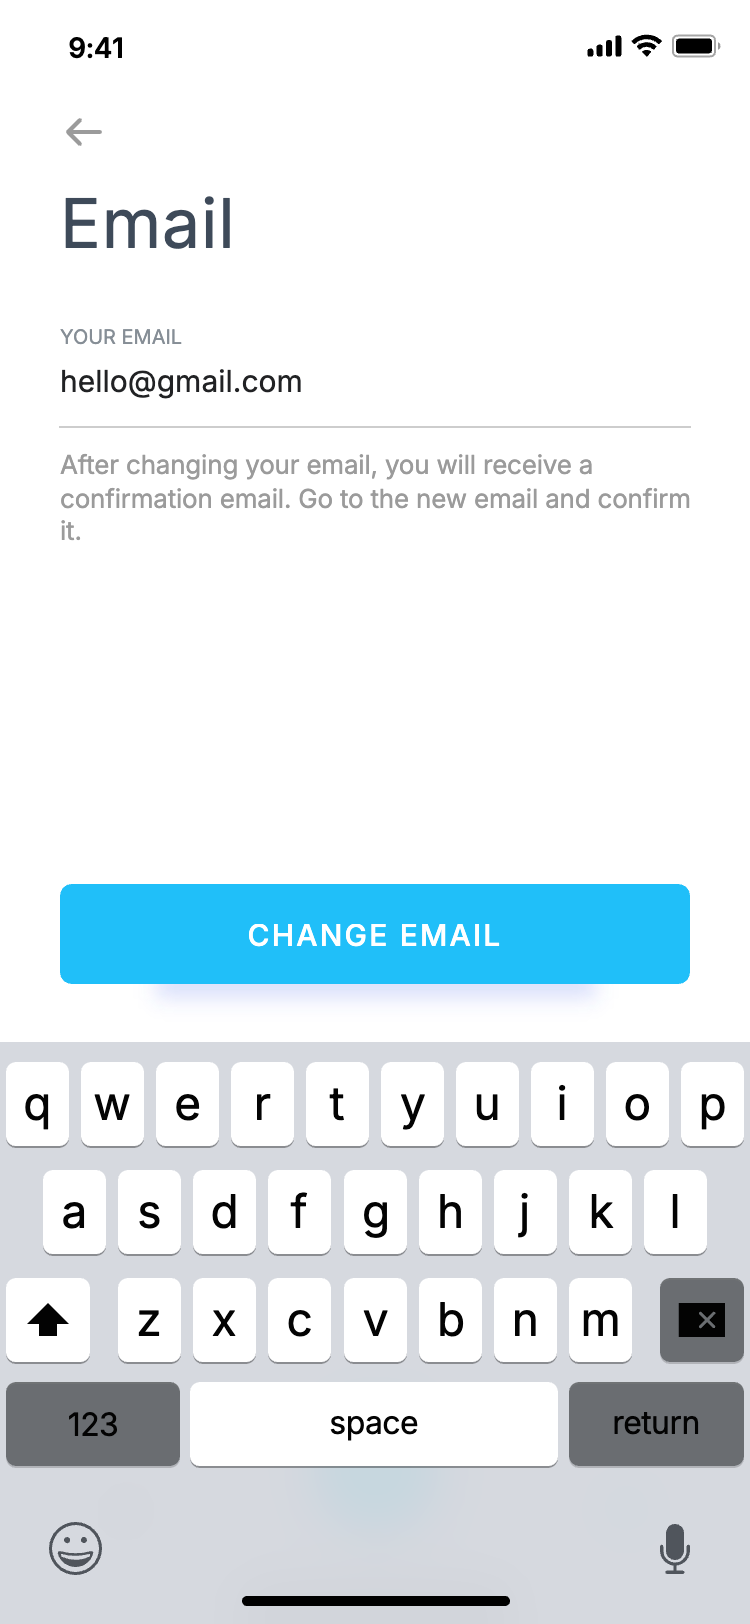 9:41
Email
YOUR EMAIL
hello@gmail.com
After changing your email, you will receive a
confirmation email. Go to the new email and confirm
it.
CHANGE EMAIL
q w e r t y u i o p
a s d f g h j k l
z x c v b n m
123 space return